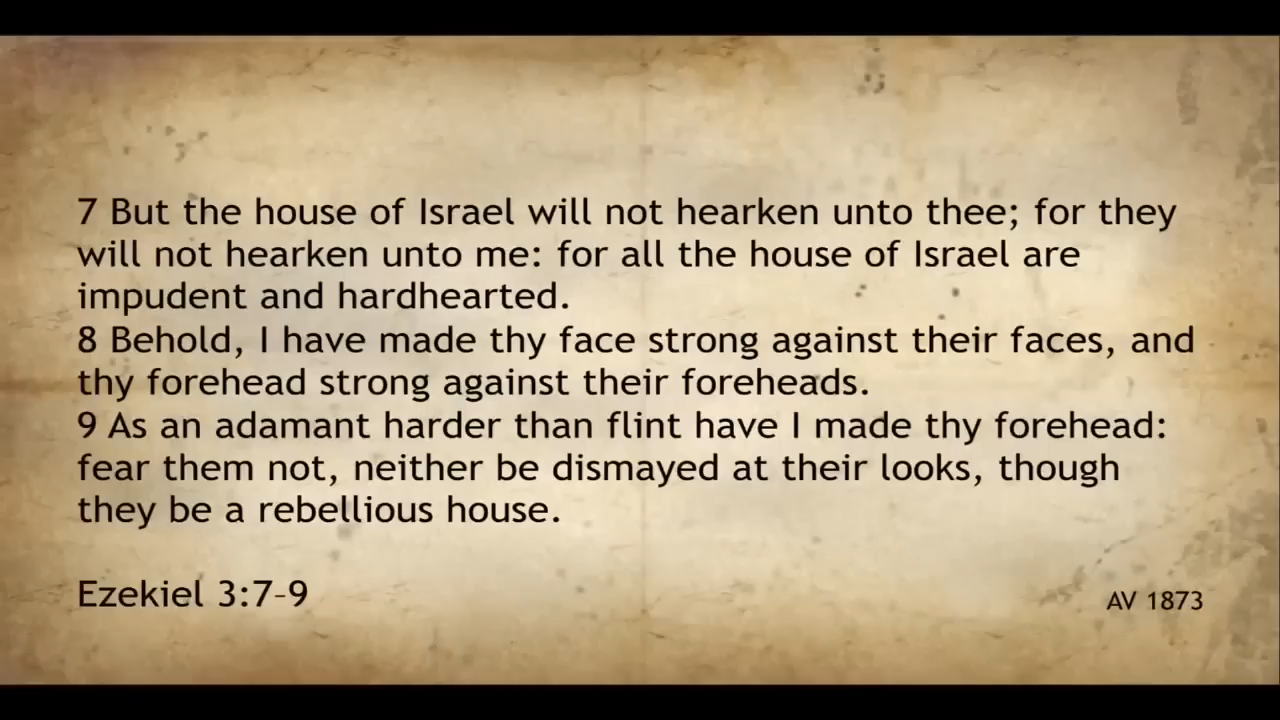 7 But the house of Israel will not hearken unto thee; for they
will not hearken unto me: for all the house of Israel are
impudent and hardhearted.
8 Behold, I have made thy face strong against their faces, and
thy forehead strong against their foreheads.
9 As an adamant harder than flint have I made thy forehead:
fear them not, neither be dismayed at their looks, though
they be a rebellious house.
Ezekiel 3:7–9
AV 1873